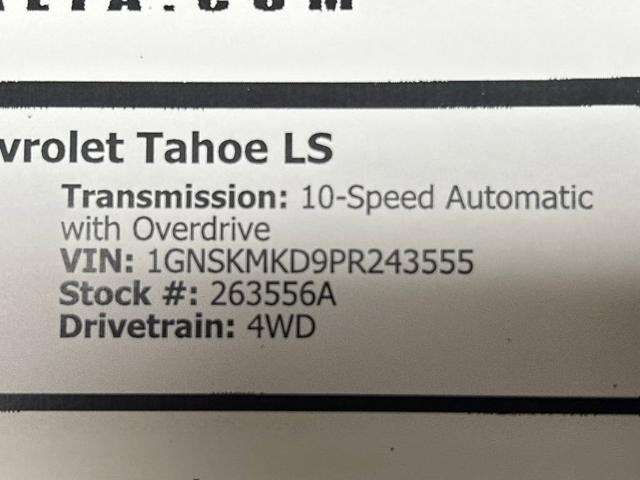 vrolet Tahoe LS
Transmission: 10-Speed Automatic
with Overdrive
VIN: 1GNSKMKD9PR243555
Stock #: 263556A
Drivetrain: 4WD